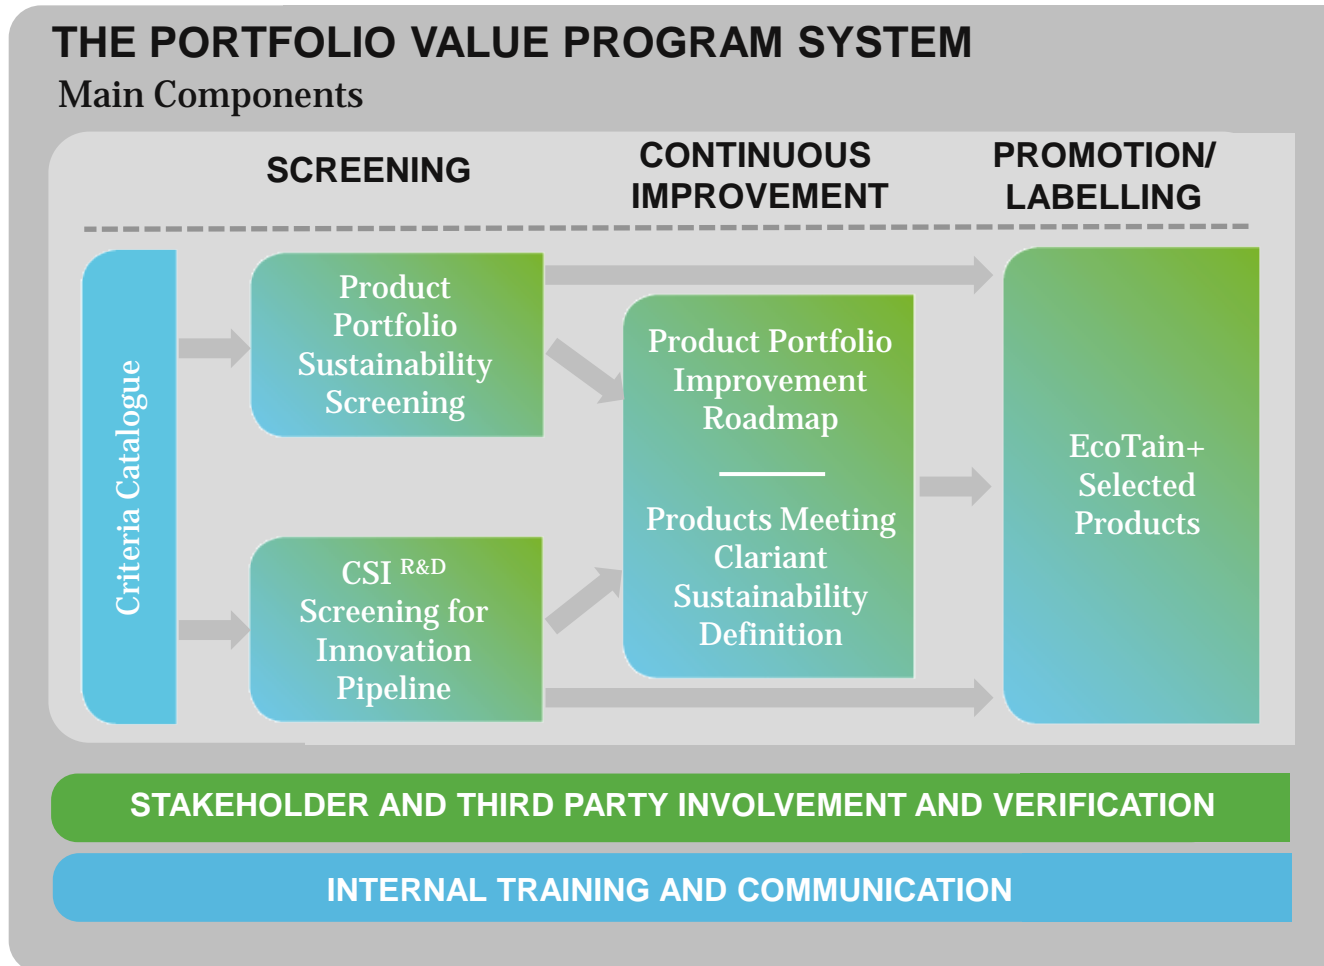 THE PORTFOLIO VALUE PROGRAM SYSTEM
Main Components
SCREENING
CONTINUOUS
IMPROVEMENT
PROMOTION/
LABELLING
Criteria Catalogue
Product
Portfolio
Sustainability
Screening
CSI R&D
Screening for
Innovation
Pipeline
Product Portfolio
Improvement
Roadmap
Products Meeting
Clariant
Sustainability
Definition
EcoTain+
Selected
Products
STAKEHOLDER AND THIRD PARTY INVOLVEMENT AND VERIFICATION
INTERNAL TRAINING AND COMMUNICATION